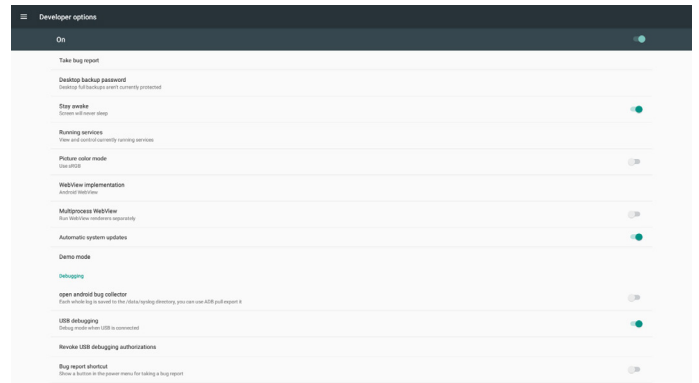 Developer options
On
Take bug report
Desktop backup password
Desktop full backups aren't currently protected
Stay awake
Screen will never sleep
Running services
View and control currently running services
Picture color mode
Use sRGB
WebView implementation
Android WebView
Multiprocess WebView
Run WebView renderers separately
Automatic system updates
Demo mode
Debugging
open android bug collector
Each whole log is saved to the /data/syslog directory, you can use ADB pull export it
USB debugging
Debug mode when USB is connected
Revoke USB debugging authorizations
Bug report shortcut
Show a button in the power menu for taking a bug report